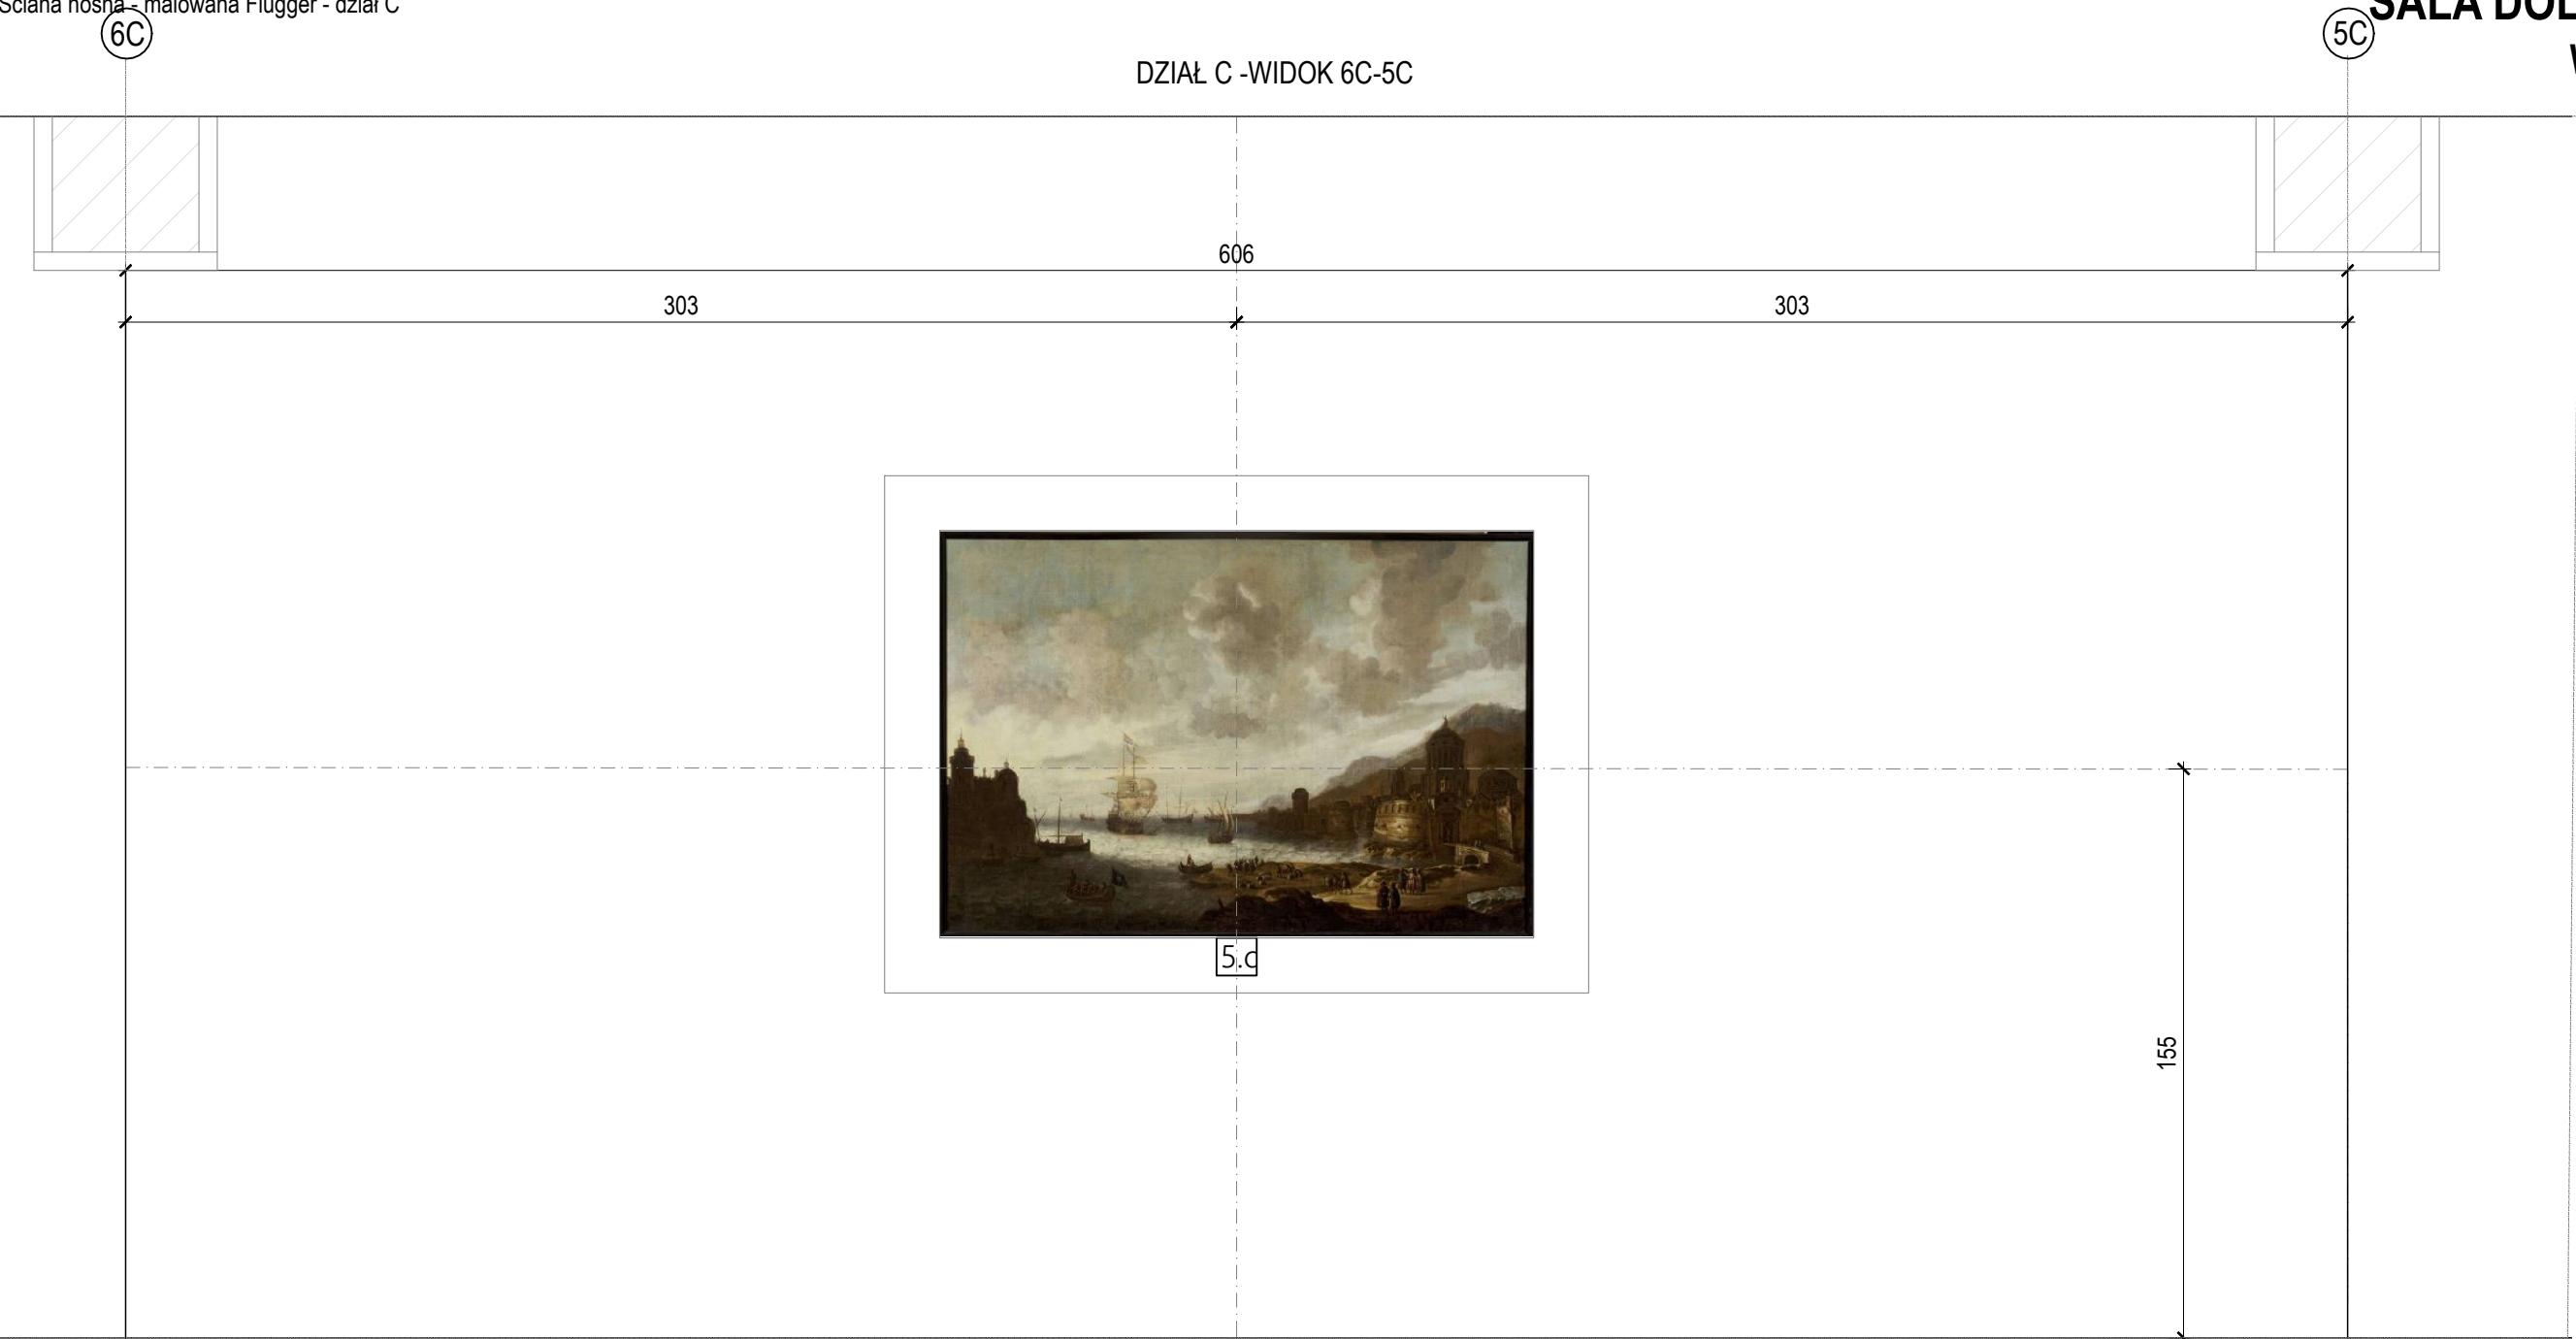 Ściana nośna - malowana Flugger - dział C
6C
5C
DZIAŁ C -WIDOK 6C-5C
606
303
303
5.c
155